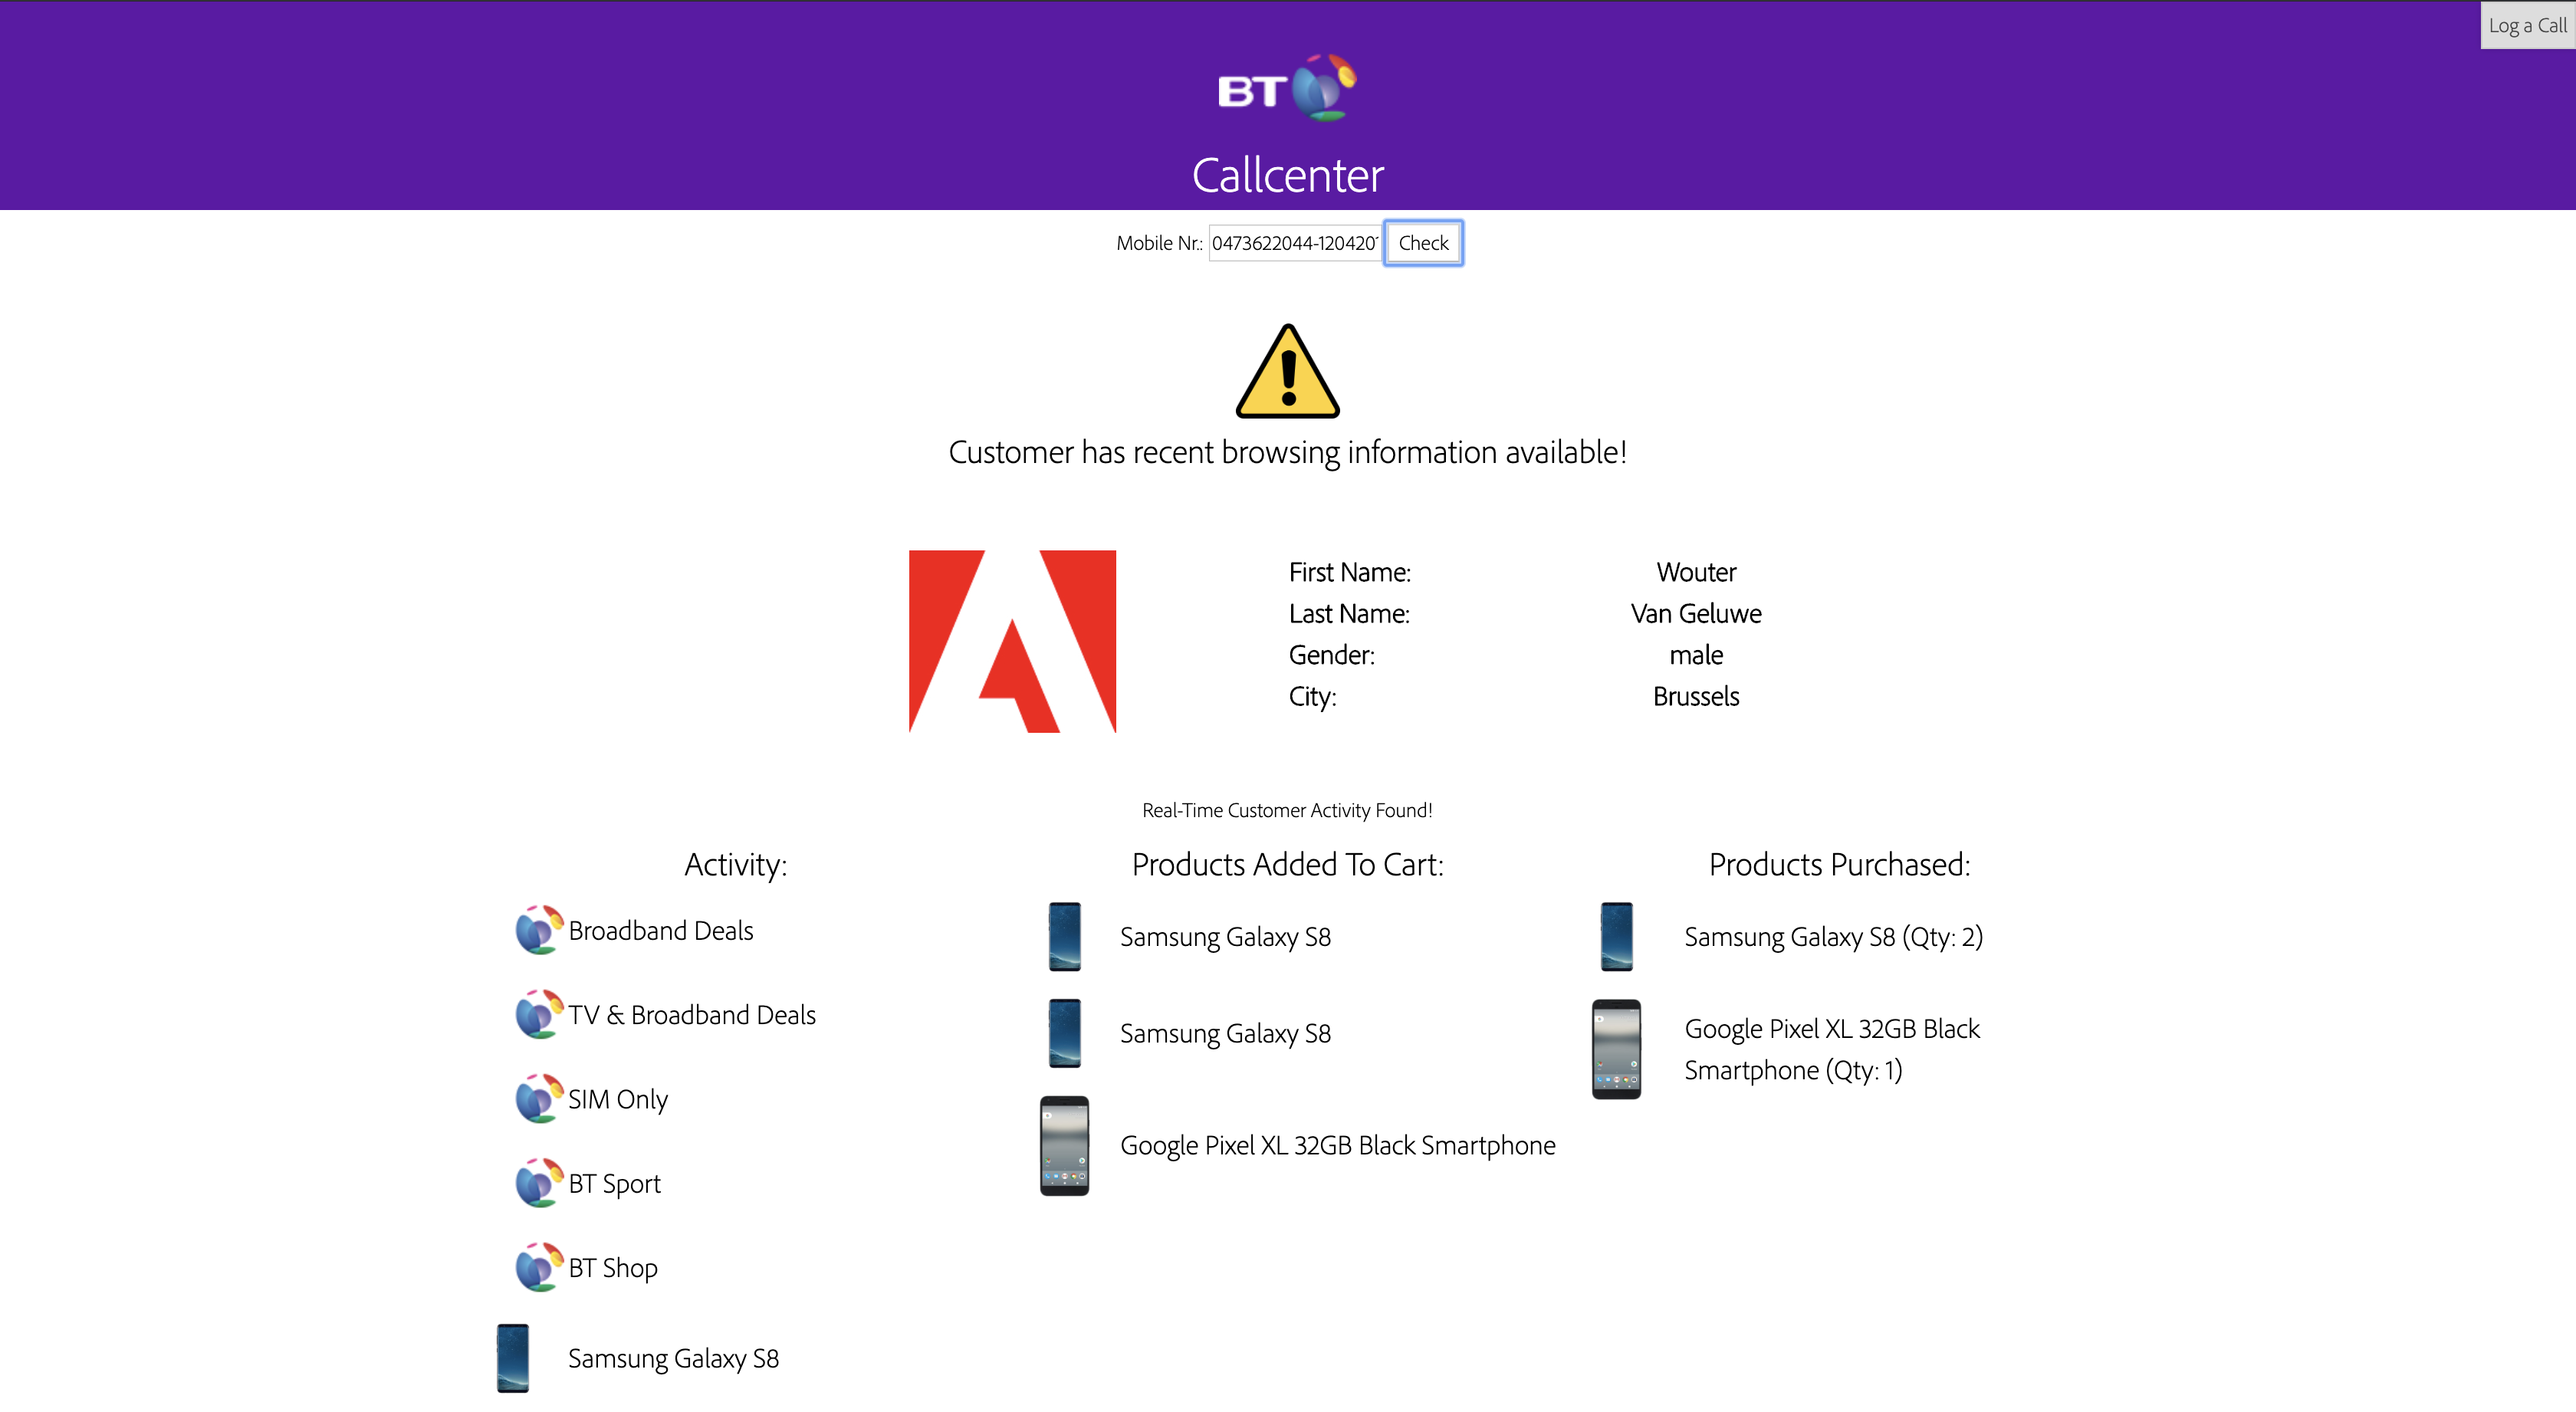 Log a Call
BT
Callcenter
Mobile Nr.: 0473622044-120420 Check
Customer has recent browsing information available!
First Name: Wouter
Last Name: Van Geluwe
Gender: male
City: Brussels
Real-Time Customer Activity Found!
Activity:
Broadband Deals
TV & Broadband Deals
SIM Only
BT Sport
BT Shop
Samsung Galaxy S8
Products Added To Cart:
Samsung Galaxy S8
Samsung Galaxy S8
Google Pixel XL 32GB Black Smartphone
Products Purchased:
Samsung Galaxy S8 (Qty: 2)
Google Pixel XL 32GB Black
Smartphone (Qty: 1)